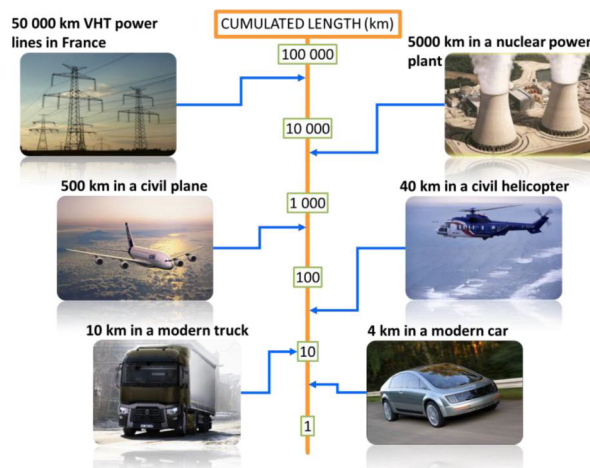 50 000 km VHT power
lines in France
CUMULATED LENGTH (km)
5000 km in a nuclear power
plant
100 000
10 000
500 km in a civil plane
40 km in a civil helicopter
1 000
100
10 km in a modern truck
4 km in a modern car
10
1